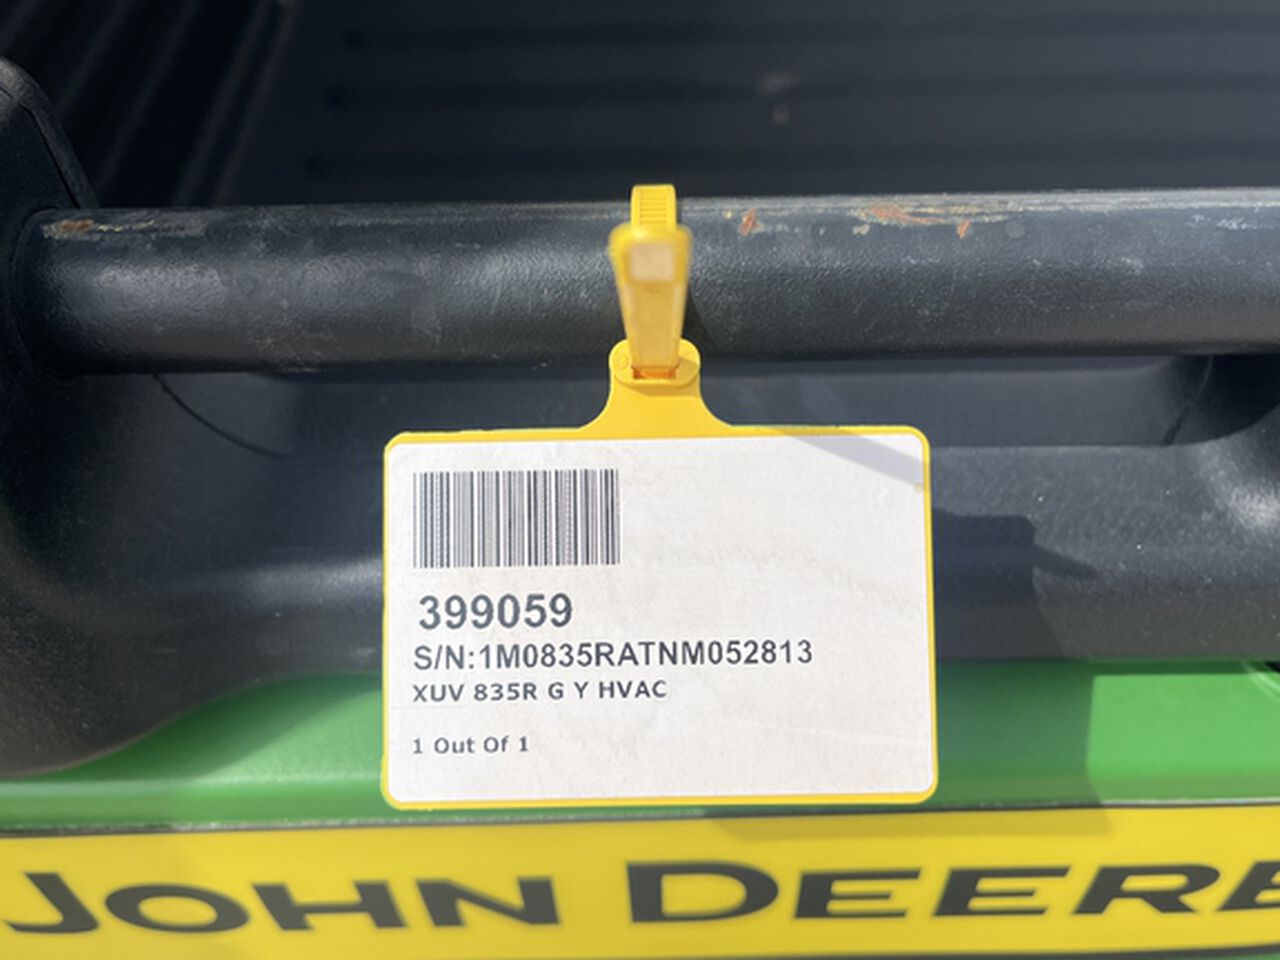 399059
S/N:1M0835RATNM052813
XUV 835R G Y HVAC
1 Out Of 1
JOHN DEERE